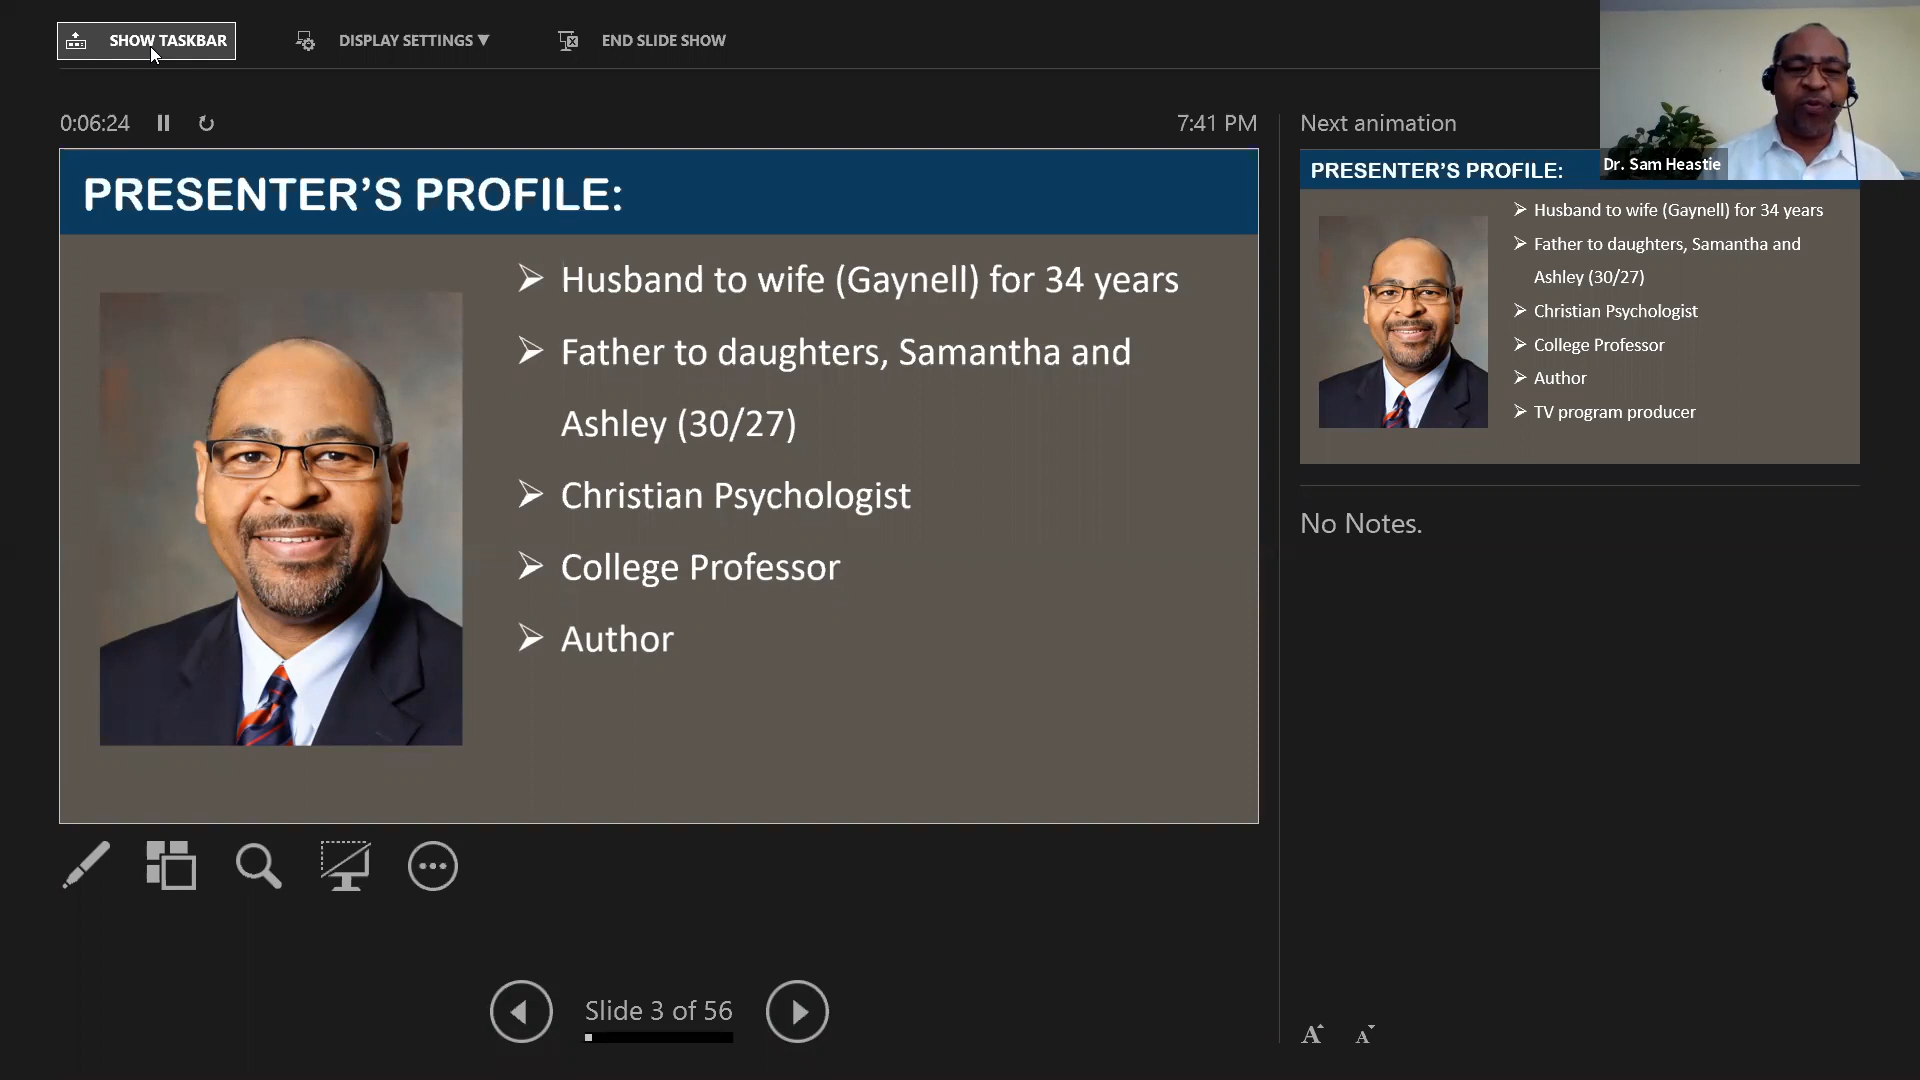 SHOW TASKBAR
DISPLAY SETTINGS ▼
END SLIDE SHOW
0:06:24
7:41 PM
PRESENTER’S PROFILE:
➢ Husband to wife (Gaynell) for 34 years
➢ Father to daughters, Samantha and
Ashley (30/27)
➢ Christian Psychologist
➢ College Professor
➢ Author
Slide 3 of 56
Next animation
Dr. Sam Heastie
PRESENTER’S PROFILE:
➢ Husband to wife (Gaynell) for 34 years
➢ Father to daughters, Samantha and
Ashley (30/27)
➢ Christian Psychologist
➢ College Professor
➢ Author
➢ TV program producer
No Notes.
A A